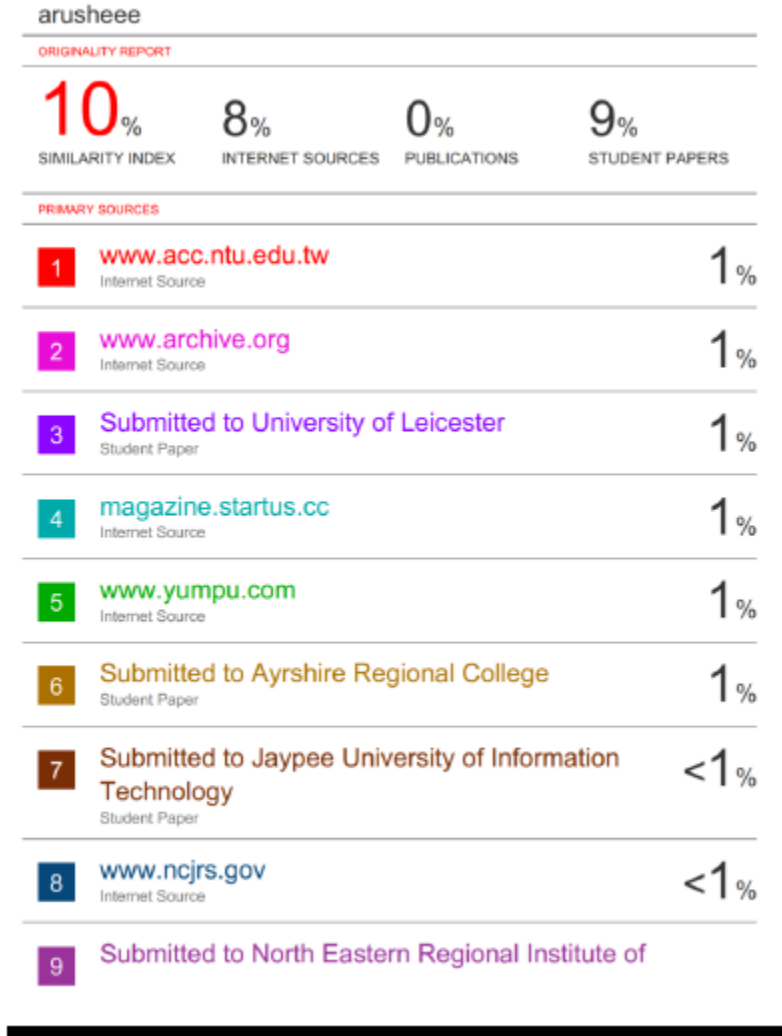 arusheee
ORIGINALITY REPORT
10% 8% 0% 9%
SIMILARITY INDEX INTERNET SOURCES PUBLICATIONS STUDENT PAPERS
PRIMARY SOURCES
1 www.acc.ntu.edu.tw 1%
Internet Source
2 www.archive.org 1%
Internet Source
3 Submitted to University of Leicester 1%
Student Paper
4 magazine.startus.cc 1%
Internet Source
5 www.yumpu.com 1%
Internet Source
6 Submitted to Ayrshire Regional College 1%
Student Paper
7 Submitted to Jaypee University of Information <1%
Technology
Student Paper
8 www.ncjrs.gov <1%
Internet Source
9 Submitted to North Eastern Regional Institute of